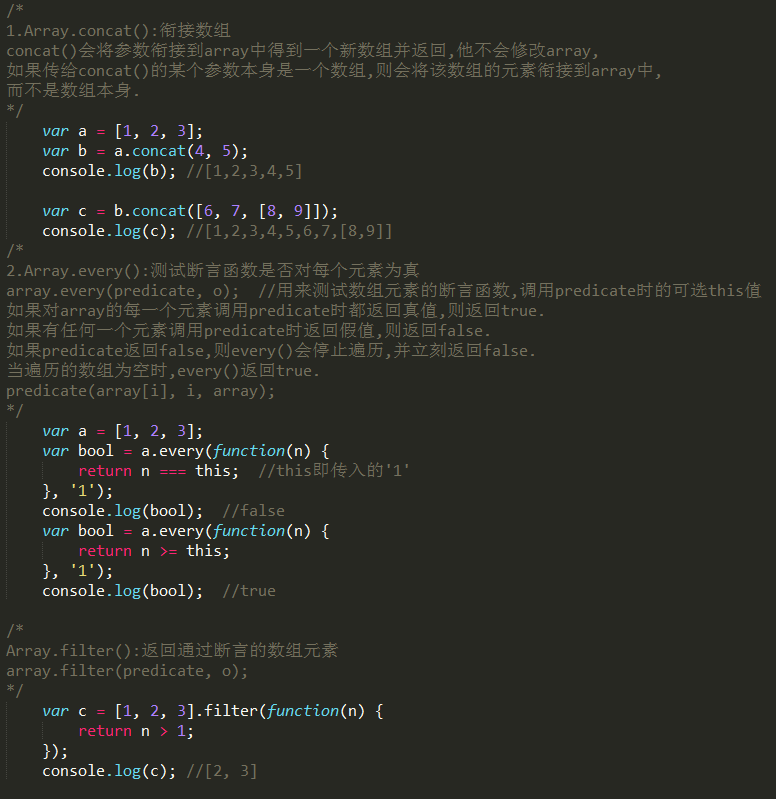 /*
1.Array.concat():衔接数组
concat()会将参数衔接到array中得到一个新数组并返回,他不会修改array,
如果传给concat()的某个参数本身是一个数组,则会将该数组的元素衔接到array中,
而不是数组本身.
*/
var a = [1, 2, 3];
var b = a.concat(4, 5);
console.log(b); //[1,2,3,4,5]
var c = b.concat([6, 7, [8, 9]]);
console.log(c); //[1,2,3,4,5,6,7,[8,9]]
/*
2.Array.every():测试断言函数是否对每个元素为真
array.every(predicate, o);  //用来测试数组元素的断言函数,调用predicate时的可选this值
如果对array的每一个元素调用predicate时都返回真值,则返回true.
如果有任何一个元素调用predicate时返回假值,则返回false.
如果predicate返回false,则every()会停止遍历,并立刻返回false.
当遍历的数组为空时,every()返回true.
predicate(array[i], i, array);
*/
var a = [1, 2, 3];
var bool = a.every(function(n) {
return n === this;  //this即传入的'1'
}, '1');
console.log(bool);  //false
var bool = a.every(function(n) {
return n >= this;
}, '1');
console.log(bool);  //true
/*
Array.filter():返回通过断言的数组元素
array.filter(predicate, o);
*/
var c = [1, 2, 3].filter(function(n) {
return n > 1;
});
console.log(c); //[2, 3]